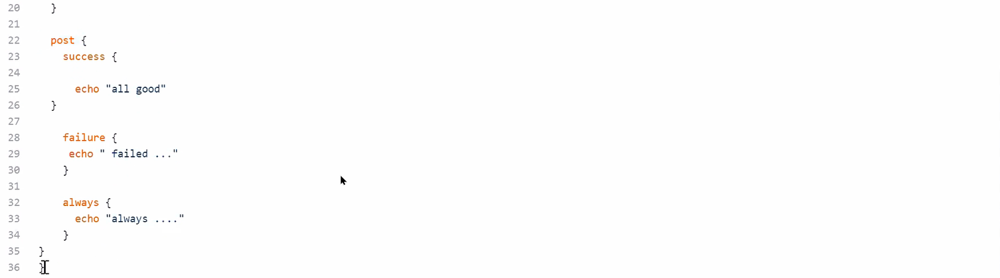 20 }
21
22 post {
23 success {
24
25 echo "all good"
26 }
27
28 failure {
29 echo " failed ..."
30 }
31
32 always {
33 echo "always ...."
34 }
35 }
36 }